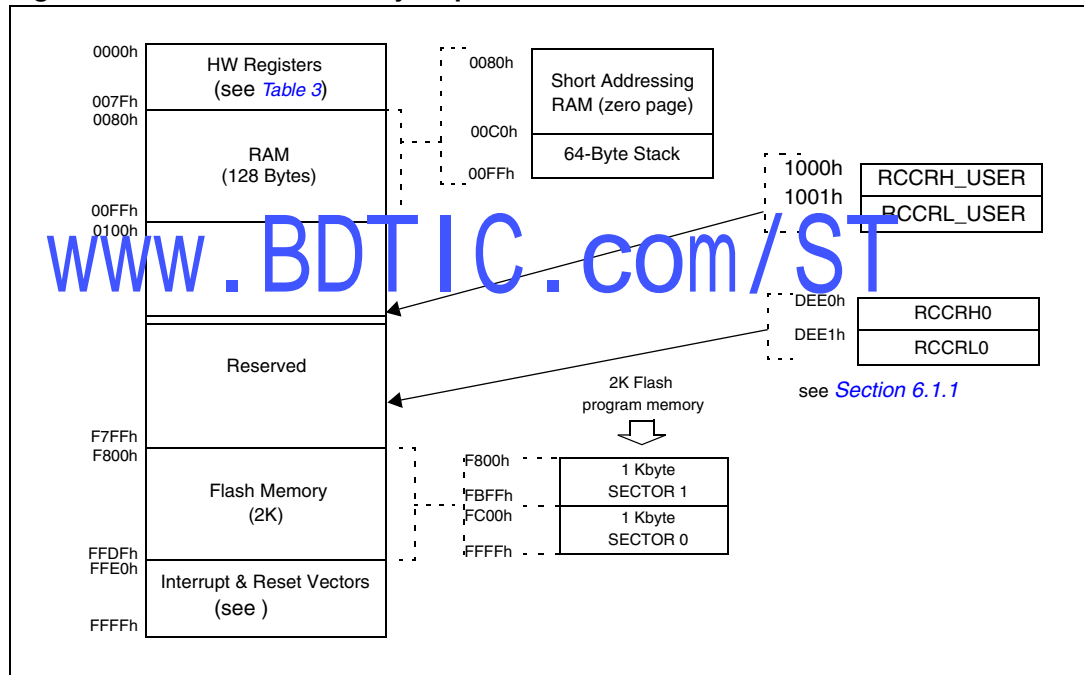 0000h
HW Registers
(see Table 3)
007Fh
0080h
RAM
(128 Bytes)
00FFh
0100h
Reserved
F7FFh
F800h
Flash Memory
(2K)
FFDFh
FFE0h
Interrupt & Reset Vectors
(see )
FFFFh
0080h
Short Addressing
RAM (zero page)
00C0h
64-Byte Stack
00FFh
1000h
RCCRH_USER
1001h
RCCRL_USER
www.BDTIC.com/ST
DEE0h
RCCRH0
DEE1h
RCCRL0
see Section 6.1.1
2K Flash
program memory
F800h
1 Kbyte
SECTOR 1
FBFFh
FC00h
1 Kbyte
SECTOR 0
FFFFh